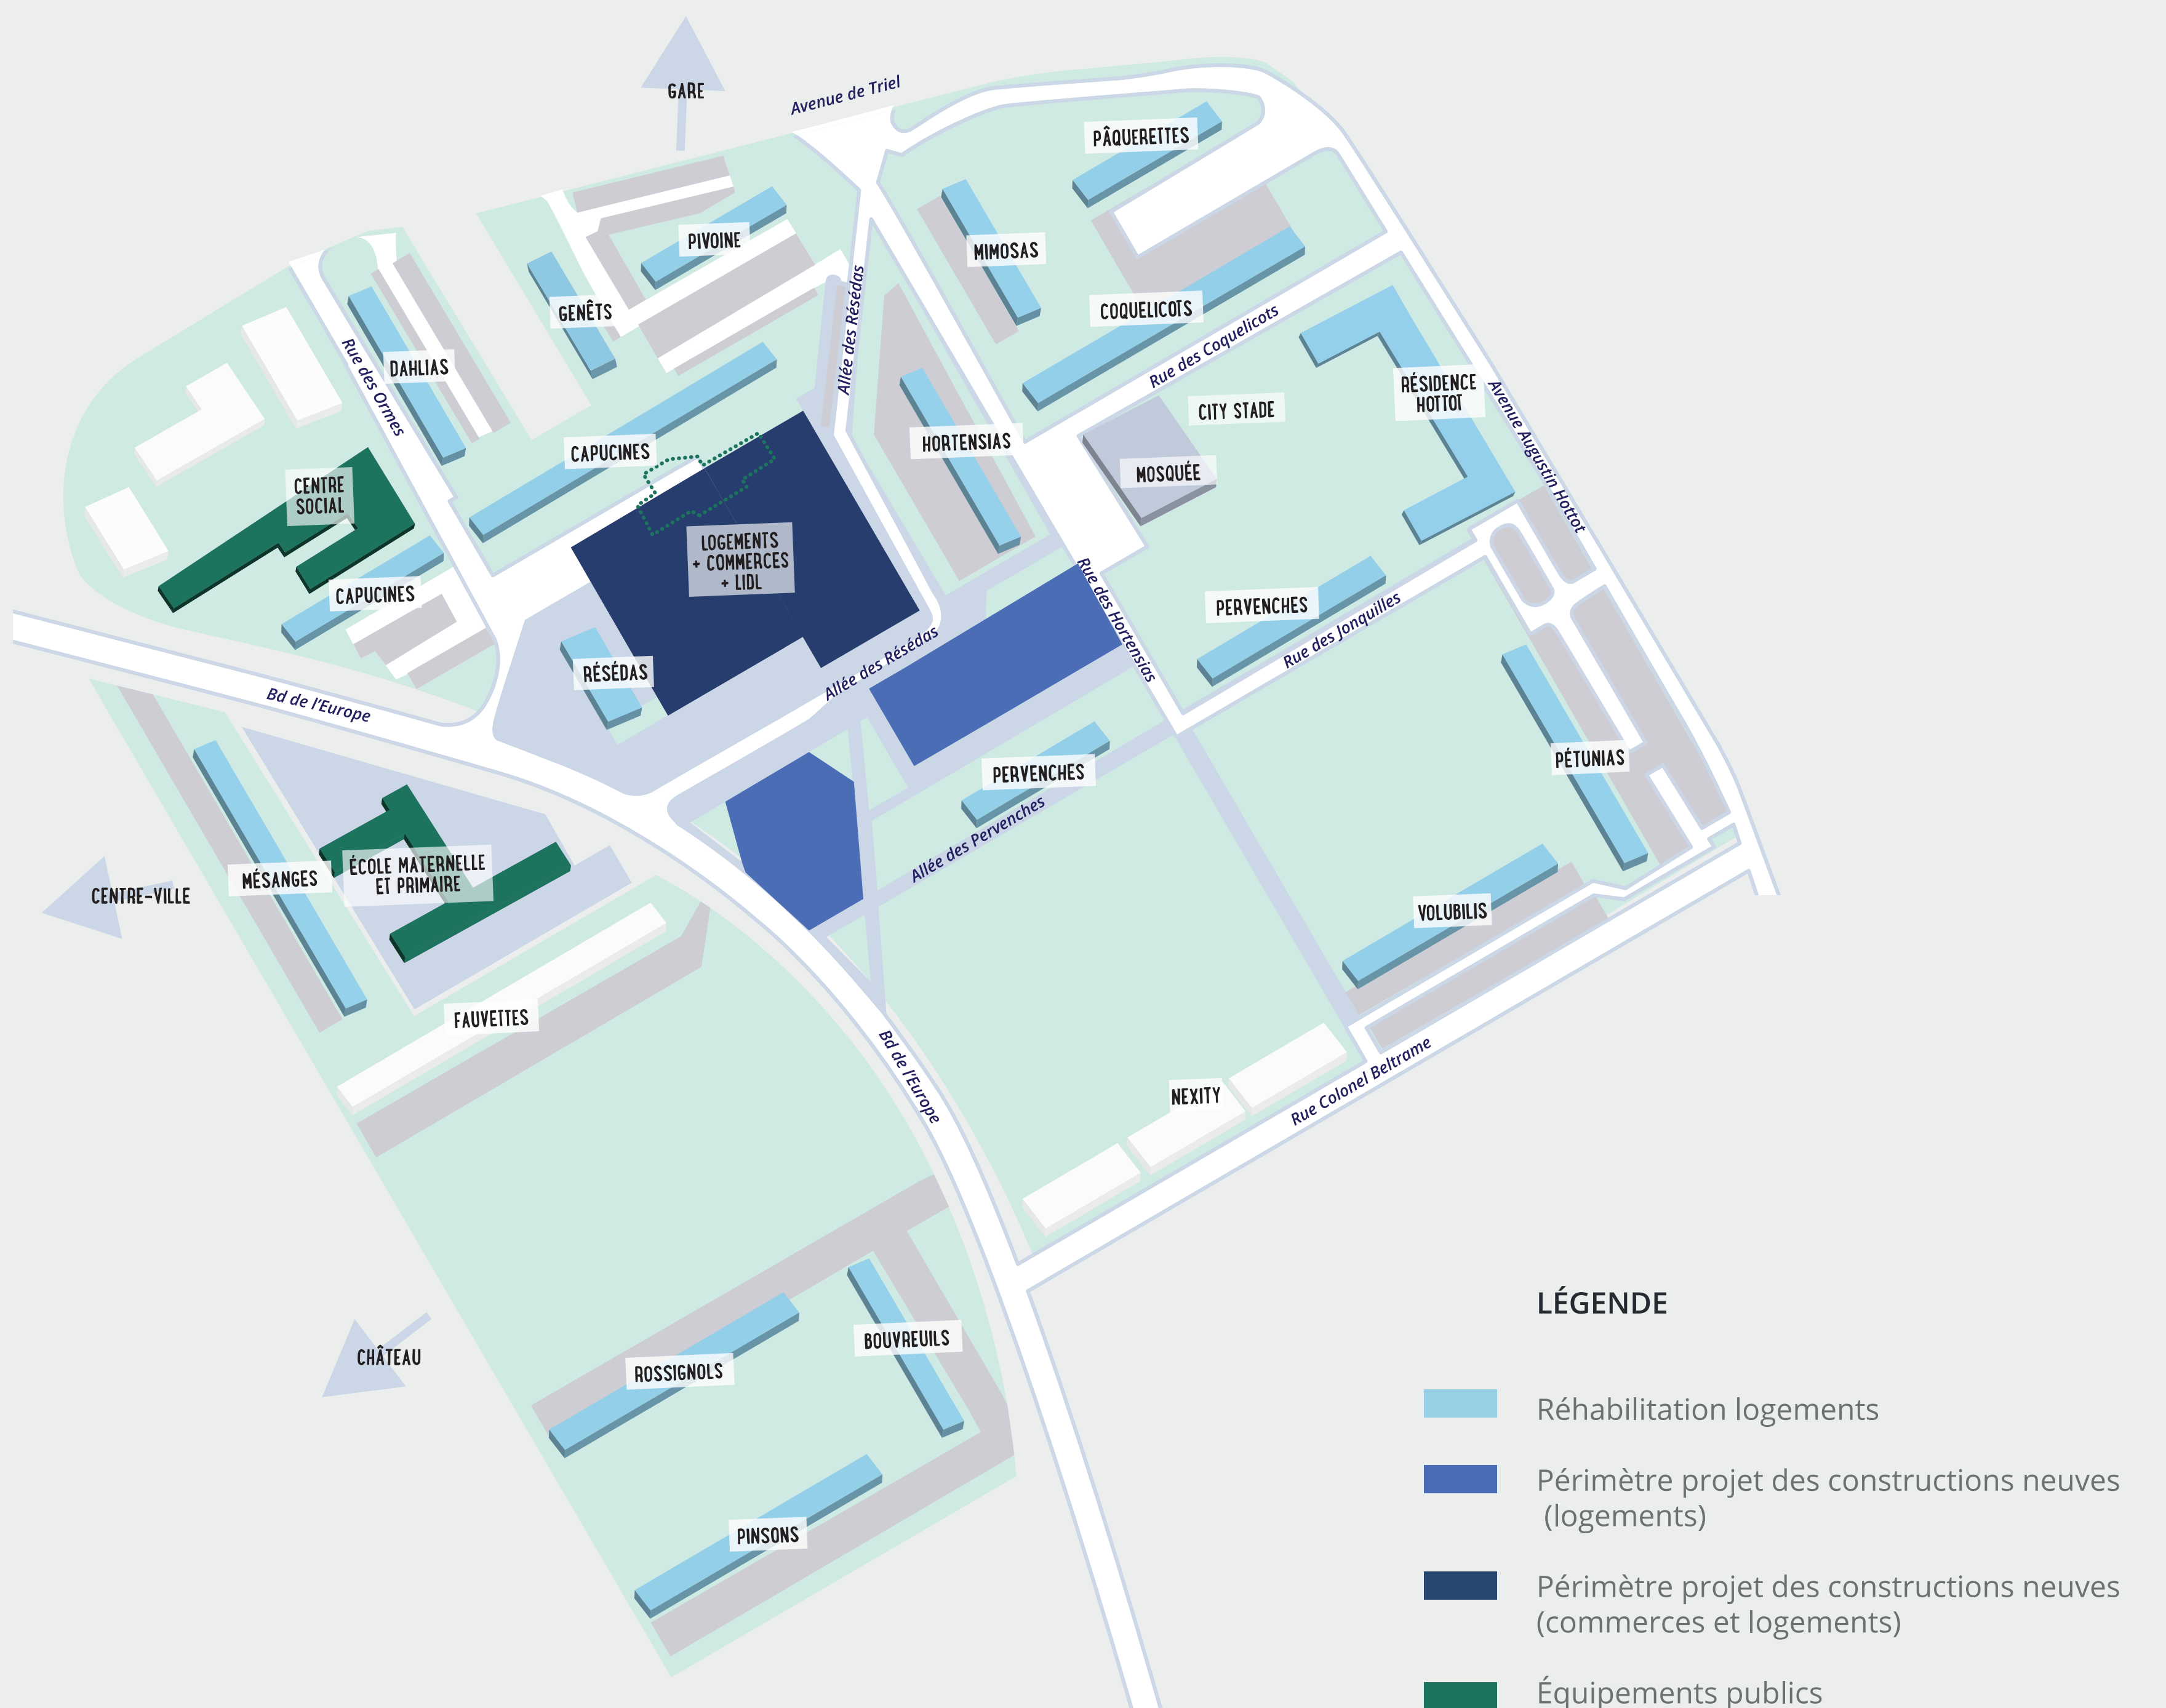 GARE
Avenue de Triel
PÂQUERETTES
PIVOINE
MIMOSAS
GENÊTS
COQUELICOTS
Allée des Résédas
Rue des Coquelicots
Rue des Ormes
DAHLIAS
RÉSIDENCE
HOTTOT
CITY STADE
Avenue Augustin Hottot
HORTENSIAS
CAPUCINES
MOSQUÉE
CENTRE
SOCIAL
LOGEMENTS
+ COMMERCES
+ LIDL
CAPUCINES
PERVENCHES
Rue des Hortensias
Rue des Jonquilles
RÉSÉDAS
Allée des Résédas
Bd de l'Europe
PÉTUNIAS
PERVENCHES
Allée des Pervenches
ÉCOLE MATERNELLE
ET PRIMAIRE
MÉSANGES
CENTRE-VILLE
VOLUBILIS
FAUVETTES
Bd de l'Europe
NEXITY
Rue Colonel Beltrame
CHÂTEAU
BOUVREUILS
ROSSIGNOLS
PINSONS
LÉGENDE
Réhabilitation logements
Périmètre projet des constructions neuves
(logements)
Périmètre projet des constructions neuves
(commerces et logements)
Équipements publics